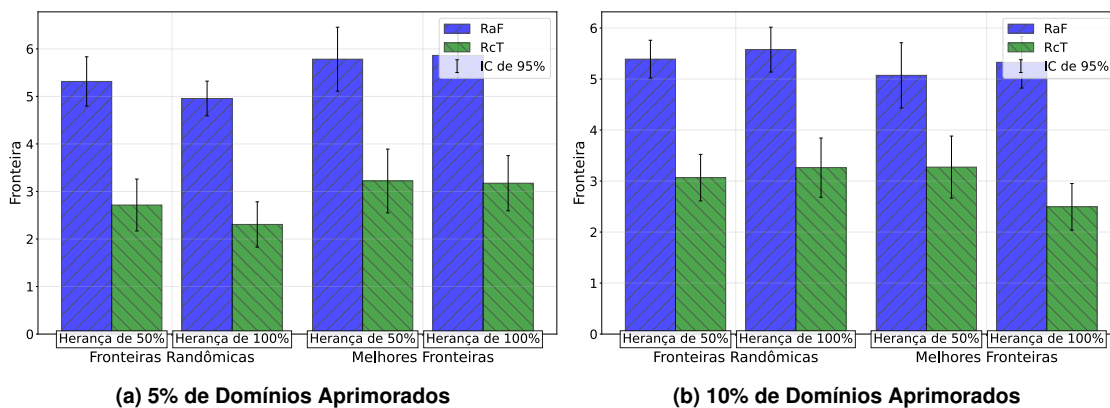 Fronteira
6
5
4
3
2
1
0
RaF
RcT
IC de 95%
Herança de 50%
Herança de 100%
Herança de 50%
Herança de 100%
Fronteiras Randômicas
Melhores Fronteiras
(a) 5% de Domínios Aprimorados
Fronteira
6
5
4
3
2
1
0
RaF
RcT
IC de 95%
Herança de 50%
Herança de 100%
Herança de 50%
Herança de 100%
Fronteiras Randômicas
Melhores Fronteiras
(b) 10% de Domínios Aprimorados